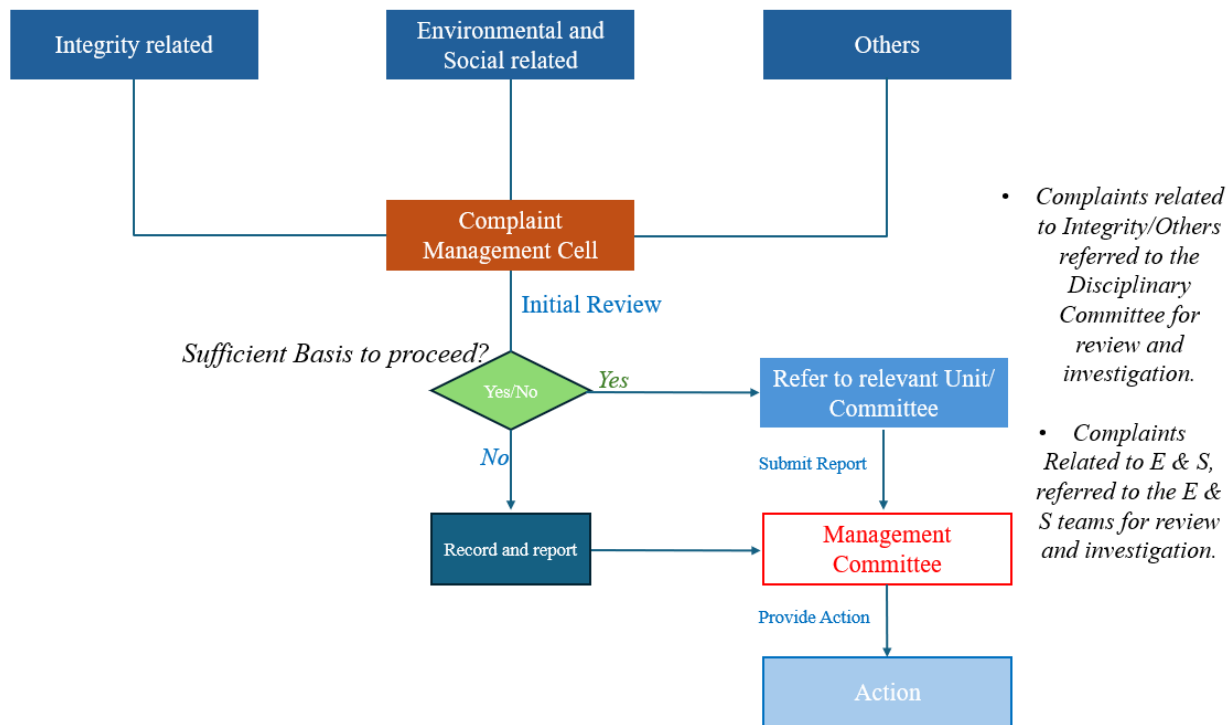 Integrity related
Environmental and
Social related
Others
Complaint
Management Cell
Initial Review
Sufficient Basis to proceed?
Yes/No
Yes
Refer to relevant Unit/
Committee
No
Submit Report
Record and report
Management
Committee
Provide Action
Action
• Complaints related
to Integrity/Others
referred to the
Disciplinary
Committee for
review and
investigation.
• Complaints
Related to E & S,
referred to the E &
S teams for review
and investigation.